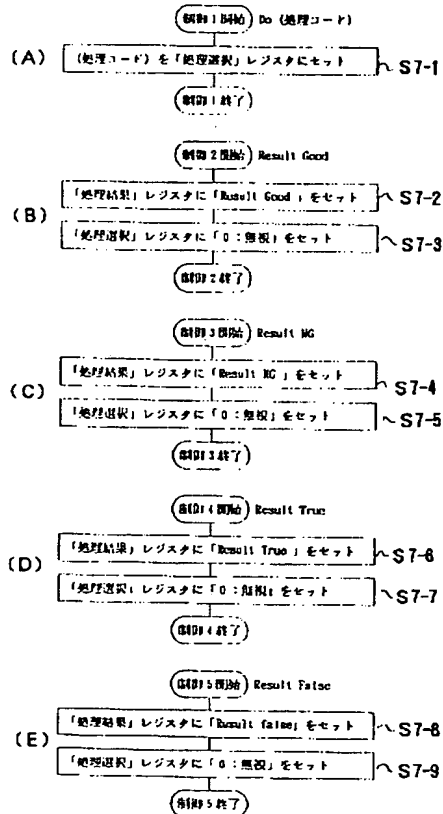 制御1開始 Do (処理コード)
(A)
(処理コード) を「処理選択」レジスタにセット S7-1
制御1終了
制御2開始 Result Good
(B)
「処理結果」レジスタに「Rusult Good 」をセット S7-2
「処理選択」レジスタに「0:無視」をセット S7-3
制御2終了
制御3開始 Result NG
(C)
「処理結果」レジスタに「Result NG 」をセット S7-4
「処理選択」レジスタに「0:無視」をセット S7-5
制御3終了
制御4開始 Result True
(D)
「処理結果」レジスタに「Result True 」をセット S7-6
「処理選択」レジスタに「0:無視」をセット S7-7
制御4終了
制御5開始 Result False
(E)
「処理結果」レジスタに「Result false」をセット S7-8
「処理選択」レジスタに「0:無視」をセット S7-9
制御5終了